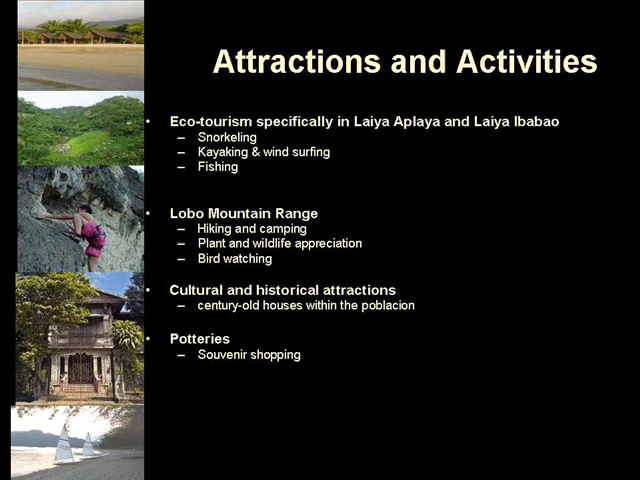 Attractions and Activities
• Eco-tourism specifically in Laiya Aplaya and Laiya Ibabao
– Snorkeling
– Kayaking & wind surfing
– Fishing
• Lobo Mountain Range
– Hiking and camping
– Plant and wildlife appreciation
– Bird watching
• Cultural and historical attractions
– century-old houses within the poblacion
• Potteries
– Souvenir shopping